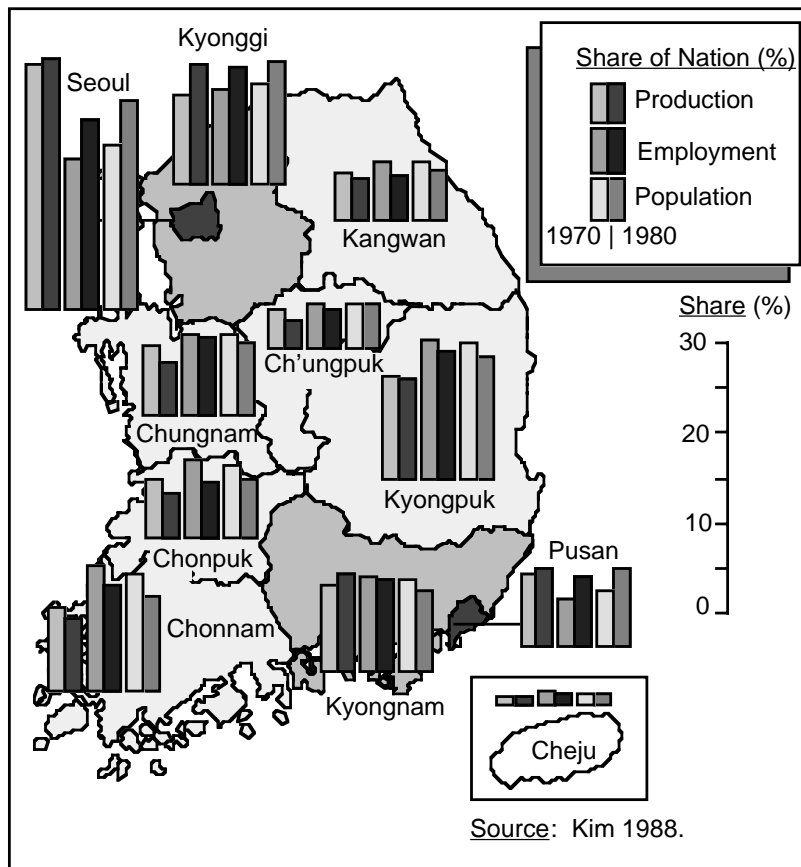 Kyonggi
Seoul
Share of Nation (%)
Production
Employment
Population
1970 | 1980
Kangwan
Share (%)
30
20
10
0
Ch'ungpuk
Chungnam
Kyongpuk
Chonpuk
Pusan
Chonnam
Kyongnam
Cheju
Source: Kim 1988.